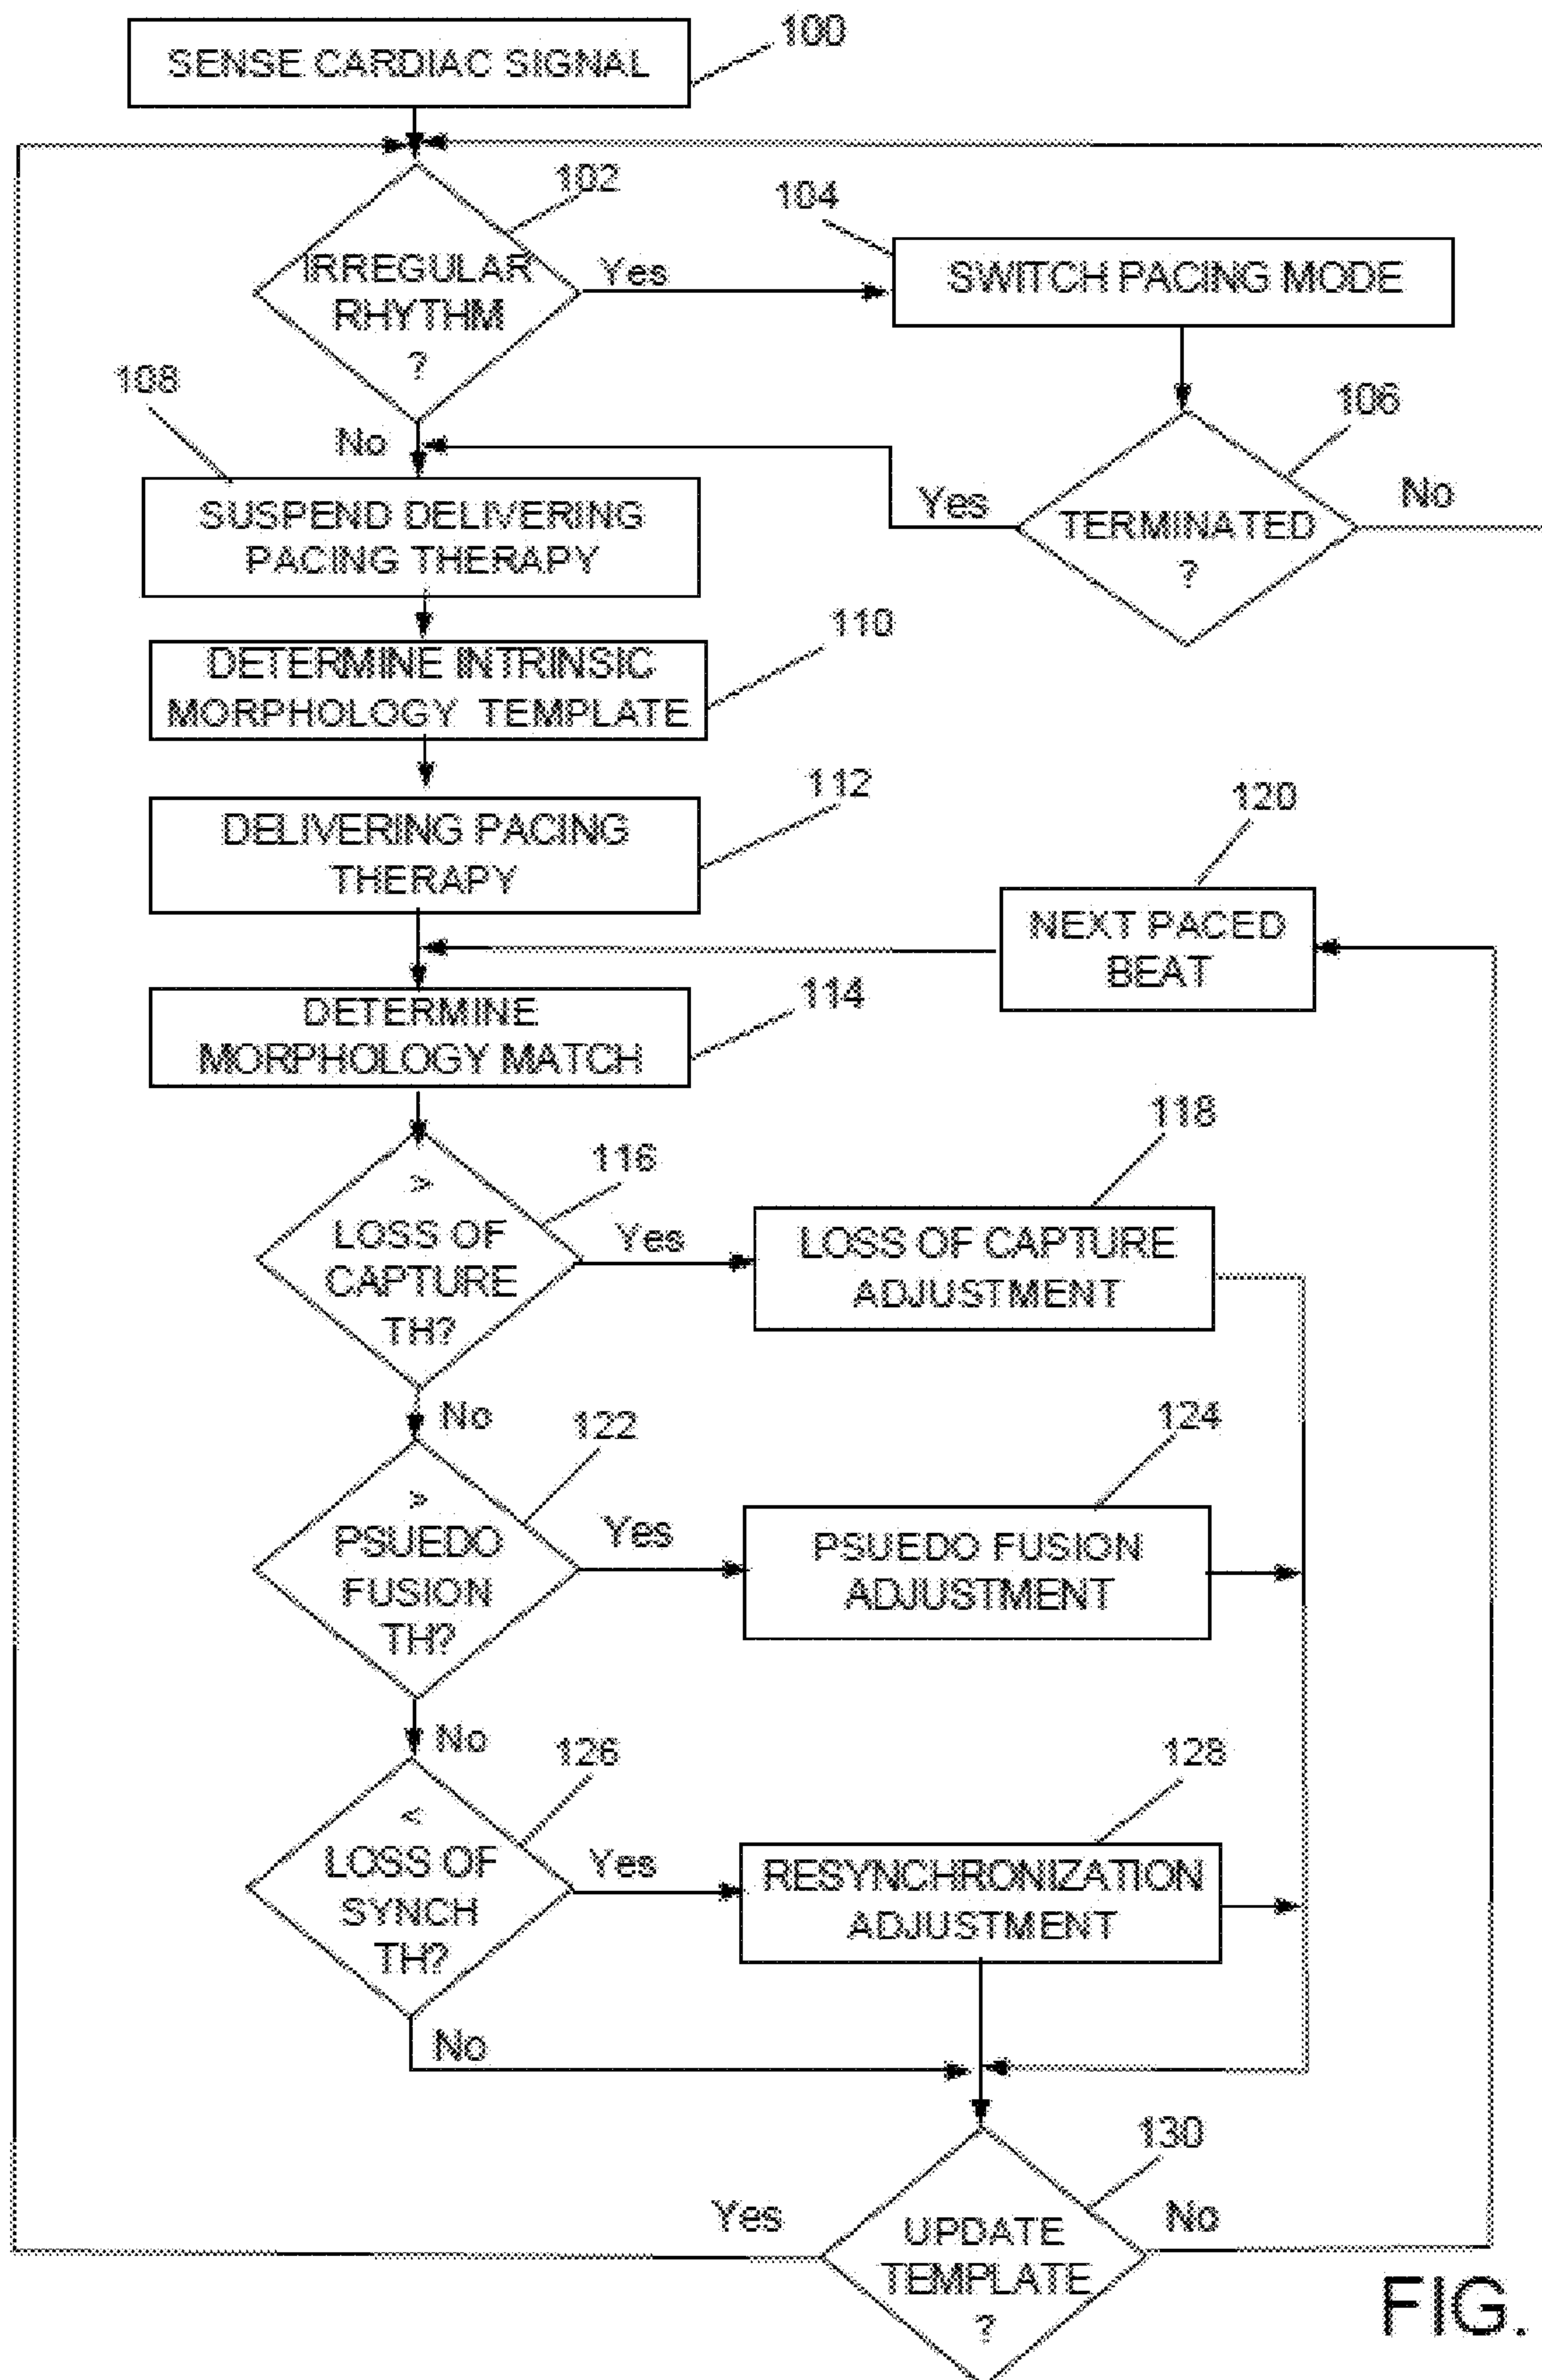 SENSE CARDIAC SIGNAL
100
102
IRREGULAR
RHYTHM
?
Yes
104
SWITCH PACING MODE
106
TERMINATED
?
Yes
No
No
108
SUSPEND DELIVERING
PACING THERAPY
110
DETERMINE INTRINSIC
MORPHOLOGY TEMPLATE
112
DELIVERING PACING
THERAPY
120
NEXT PACED
BEAT
114
DETERMINE
MORPHOLOGY MATCH
116
>
LOSS OF
CAPTURE
TH?
Yes
118
LOSS OF CAPTURE
ADJUSTMENT
No
122
>
PSUEDO
FUSION
TH?
Yes
124
PSUEDO FUSION
ADJUSTMENT
No
126
<
LOSS OF
SYNCH
TH?
Yes
128
RESYNCHRONIZATION
ADJUSTMENT
No
130
UPDATE
TEMPLATE
?
Yes
No
FIG.